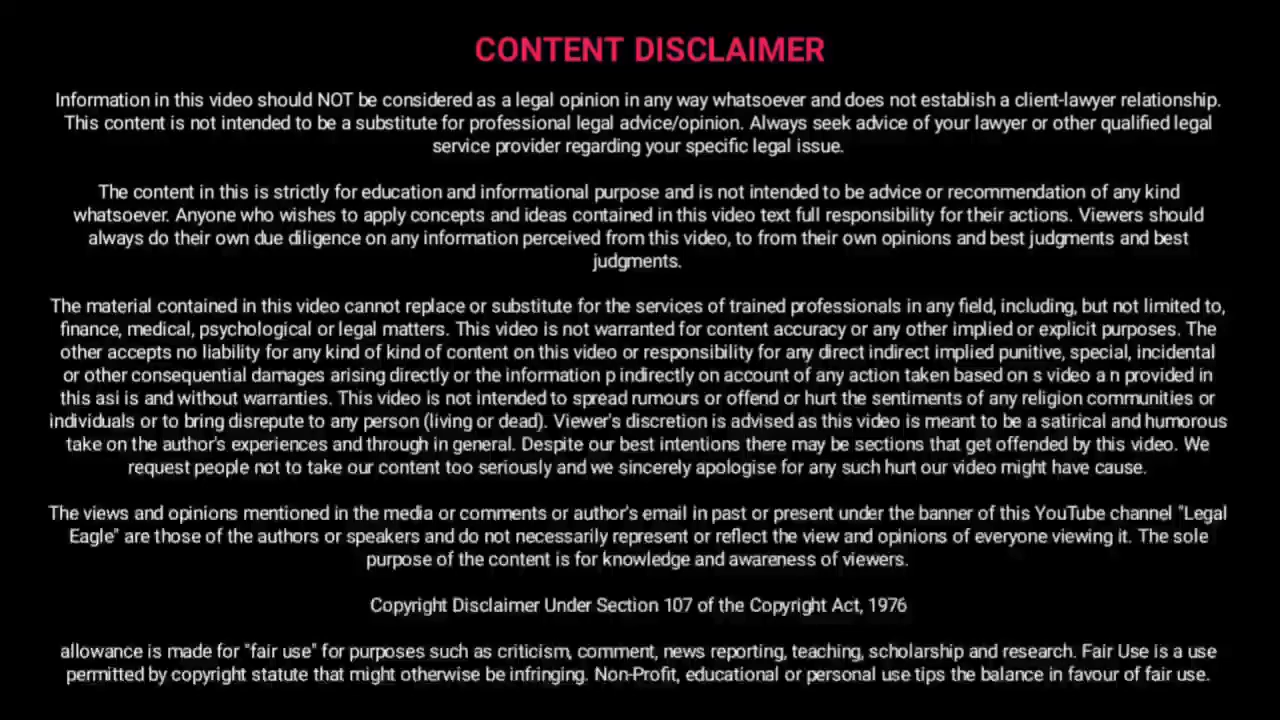 CONTENT DISCLAIMER
Information in this video should NOT be considered as a legal opinion in any way whatsoever and does not establish a client-lawyer relationship.
This content is not intended to be a substitute for professional legal advice/opinion. Always seek advice of your lawyer or other qualified legal
service provider regarding your specific legal issue.
The content in this is strictly for education and informational purpose and is not intended to be advice or recommendation of any kind
whatsoever. Anyone who wishes to apply concepts and ideas contained in this video text full responsibility for their actions. Viewers should
always do their own due diligence on any information perceived from this video, to from their own opinions and best judgments and best
judgments.
The material contained in this video cannot replace or substitute for the services of trained professionals in any field, including, but not limited to,
finance, medical, psychological or legal matters. This video is not warranted for content accuracy or any other implied or explicit purposes. The
other accepts no liability for any kind of kind of content on this video or responsibility for any direct indirect implied punitive, special, incidental
or other consequential damages arising directly or the information p indirectly on account of any action taken based on s video a n provided in
this asi is and without warranties. This video is not intended to spread rumours or offend or hurt the sentiments of any religion communities or
individuals or to bring disrepute to any person (living or dead). Viewer's discretion is advised as this video is meant to be a satirical and humorous
take on the author's experiences and through in general. Despite our best intentions there may be sections that get offended by this video. We
request people not to take our content too seriously and we sincerely apologise for any such hurt our video might have cause.
The views and opinions mentioned in the media or comments or author's email in past or present under the banner of this YouTube channel "Legal
Eagle" are those of the authors or speakers and do not necessarily represent or reflect the view and opinions of everyone viewing it. The sole
purpose of the content is for knowledge and awareness of viewers.
Copyright Disclaimer Under Section 107 of the Copyright Act, 1976
allowance is made for "fair use" for purposes such as criticism, comment, news reporting, teaching, scholarship and research. Fair Use is a use
permitted by copyright statute that might otherwise be infringing. Non-Profit, educational or personal use tips the balance in favour of fair use.